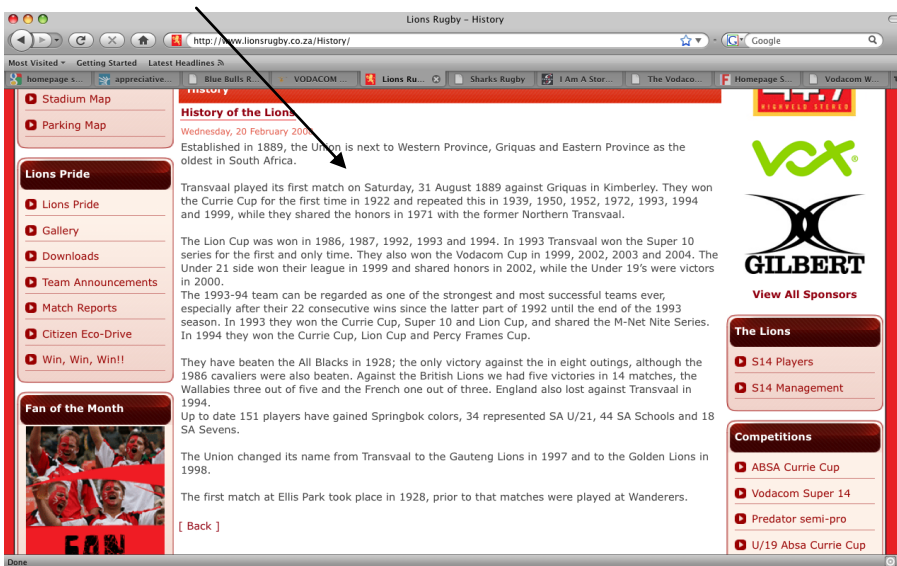 Lions Rugby – History
http://www.lionsrugby.co.za/History/
Google
Most Visited
Getting Started
Latest Headlines
homepage s...
appreciative...
Blue Bulls R...
VODACOM ...
Lions Ru...
Sharks Rugby
I Am A Stor...
The Vodaco...
Homepage S...
Vodacom W...
Stadium Map
Parking Map
Lions Pride
Lions Pride
Gallery
Downloads
Team Announcements
Match Reports
Citizen Eco-Drive
Win, Win, Win!!
Fan of the Month
FAN
History
History of the Lions
Wednesday, 20 February
Established in 1889, the Union is next to Western Province, Griquas and Eastern Province as the
oldest in South Africa.
Transvaal played its first match on Saturday, 31 August 1889 against Griquas in Kimberley. They won
the Currie Cup for the first time in 1922 and repeated this in 1939, 1950, 1952, 1972, 1993, 1994
and 1999, while they shared the honors in 1971 with the former Northern Transvaal.
The Lion Cup was won in 1986, 1987, 1992, 1993 and 1994. In 1993 Transvaal won the Super 10
series for the first and only time. They also won the Vodacom Cup in 1999, 2002, 2003 and 2004. The
Under 21 side won their league in 1999 and shared honors in 2002, while the Under 19's were victors
in 2000.
The 1993-94 team can be regarded as one of the strongest and most successful teams ever,
especially after their 22 consecutive wins since the latter part of 1992 until the end of the 1993
season. In 1993 they won the Currie Cup, Super 10 and Lion Cup, and shared the M-Net Nite Series.
In 1994 they won the Currie Cup, Lion Cup and Percy Frames Cup.
They have beaten the All Blacks in 1928; the only victory against the in eight outings, although the
1986 cavaliers were also beaten. Against the British Lions we had five victories in 14 matches, the
Wallabies three out of five and the French one out of three. England also lost against Transvaal in
1994.
Up to date 151 players have gained Springbok colors, 34 represented SA U/21, 44 SA Schools and 18
SA Sevens.
The Union changed its name from Transvaal to the Gauteng Lions in 1997 and to the Golden Lions in
1998.
The first match at Ellis Park took place in 1928, prior to that matches were played at Wanderers.
[ Back ]
HIGHVELD STEREO
VOX
GILBERT
View All Sponsors
The Lions
S14 Players
S14 Management
Competitions
ABSA Currie Cup
Vodacom Super 14
Predator semi-pro
U/19 Absa Currie Cup
Done